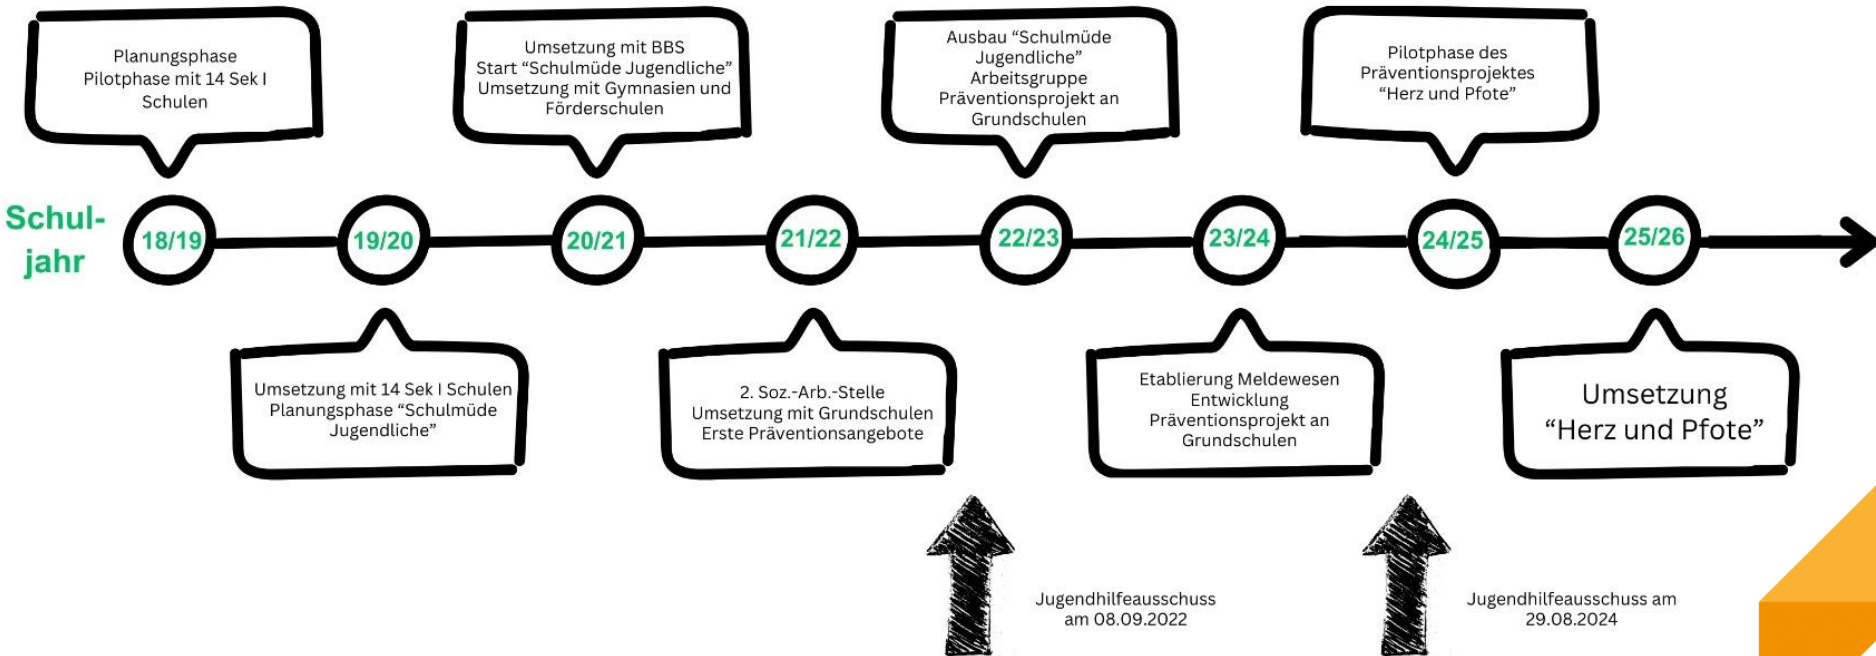 Planungsphase
Pilotphase mit 14 Sek I
Schulen
Umsetzung mit BBS
Start “Schulmüde Jugendliche”
Umsetzung mit Gymnasien und
Förderschulen
Ausbau “Schulmüde
Jugendliche”
Arbeitsgruppe
Präventionsprojekt an
Grundschulen
Pilotphase des
Präventionsprojektes
“Herz und Pfote”
Schul-
jahr
18/19
19/20
20/21
21/22
22/23
23/24
24/25
25/26
Umsetzung mit 14 Sek I Schulen
Planungsphase “Schulmüde
Jugendliche”
2. Soz.-Arb.-Stelle
Umsetzung mit Grundschulen
Erste Präventionsangebote
Etablierung Meldewesen
Entwicklung
Präventionsprojekt an
Grundschulen
Umsetzung
“Herz und Pfote”
Jugendhilfeausschuss
am 08.09.2022
Jugendhilfeausschuss am
29.08.2024